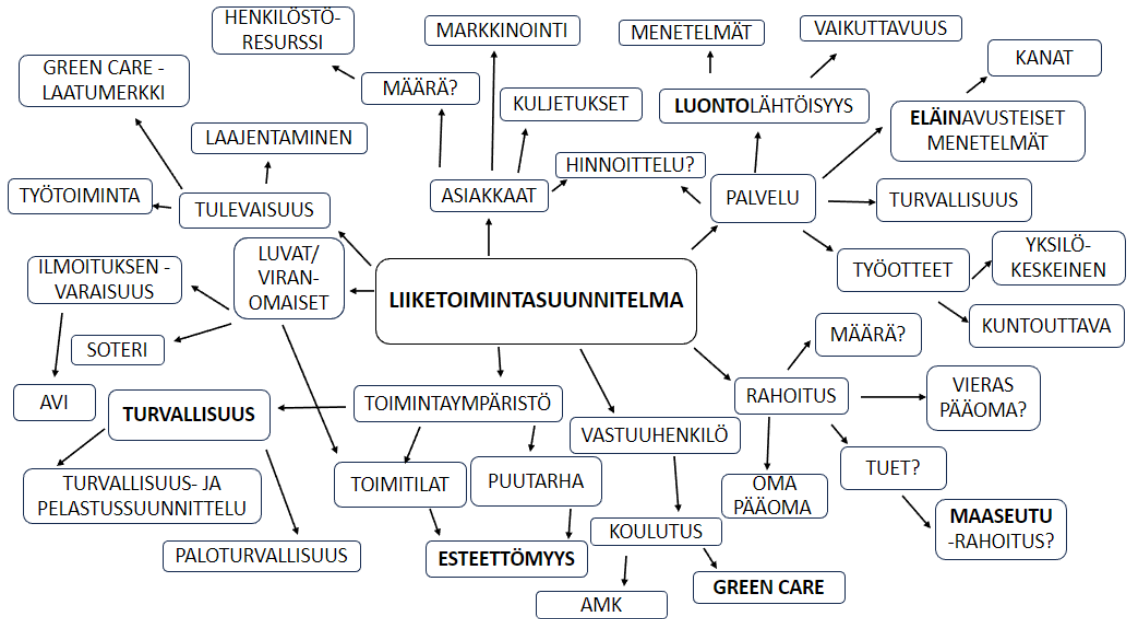 HENKILÖSTÖ-
RESURSSI
MARKKINOINTI
MENETELMÄT
VAIKUTTAVUUS
KANAT
GREEN CARE -
LAATUMERKKI
MÄÄRÄ?
KULJETUKSET
LUONTOLÄHTÖISYYS
ELÄINAVUSTEISET
MENETELMÄT
LAAJENTAMINEN
HINNOITTELU?
TYÖTOIMINTA
TULEVAISUUS
ASIAKKAAT
PALVELU
TURVALLISUUS
ILMOITUKSEN -
VARAISUUS
LUVAT/
VIRAN-
OMAISET
LIIKETOIMINTASUUNNITELMA
TYÖOTTEET
YKSILÖ-
KESKEINEN
KUNTOUTTAVA
SOTERI
MÄÄRÄ?
AVI
TURVALLISUUS
TOIMINTAYMPÄRISTÖ
VASTUUHENKILÖ
RAHOITUS
VIERAS
PÄÄOMA?
TURVALLISUUS- JA
PELASTUSSUUNNITTELU
TOIMITILAT
PUUTARHA
OMA
PÄÄOMA
TUET?
PALOTURVALLISUUS
ESTEETTÖMYYS
KOULUTUS
MAASEUTU
-RAHOITUS?
AMK
GREEN CARE